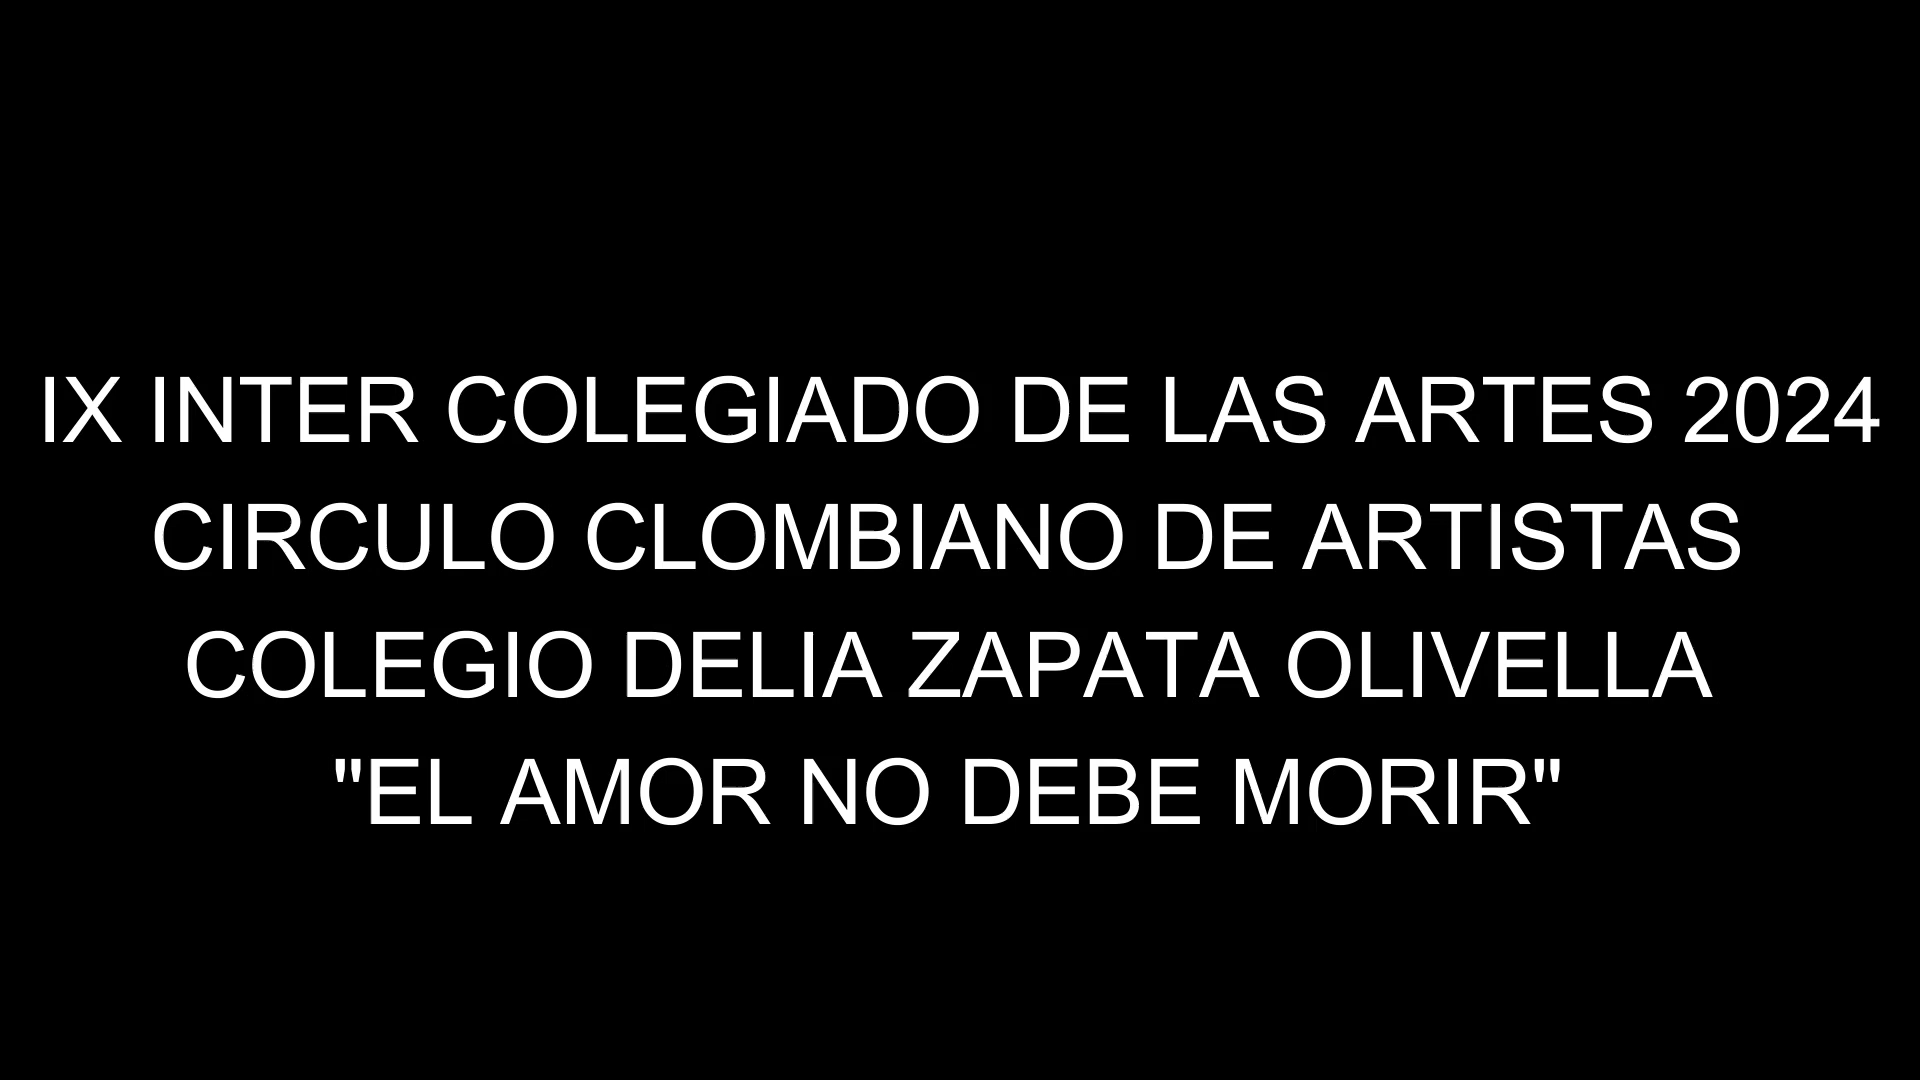 IX INTER COLEGIADO DE LAS ARTES 2024
CIRCULO CLOMBIANO DE ARTISTAS
COLEGIO DELIA ZAPATA OLIVELLA
"EL AMOR NO DEBE MORIR"